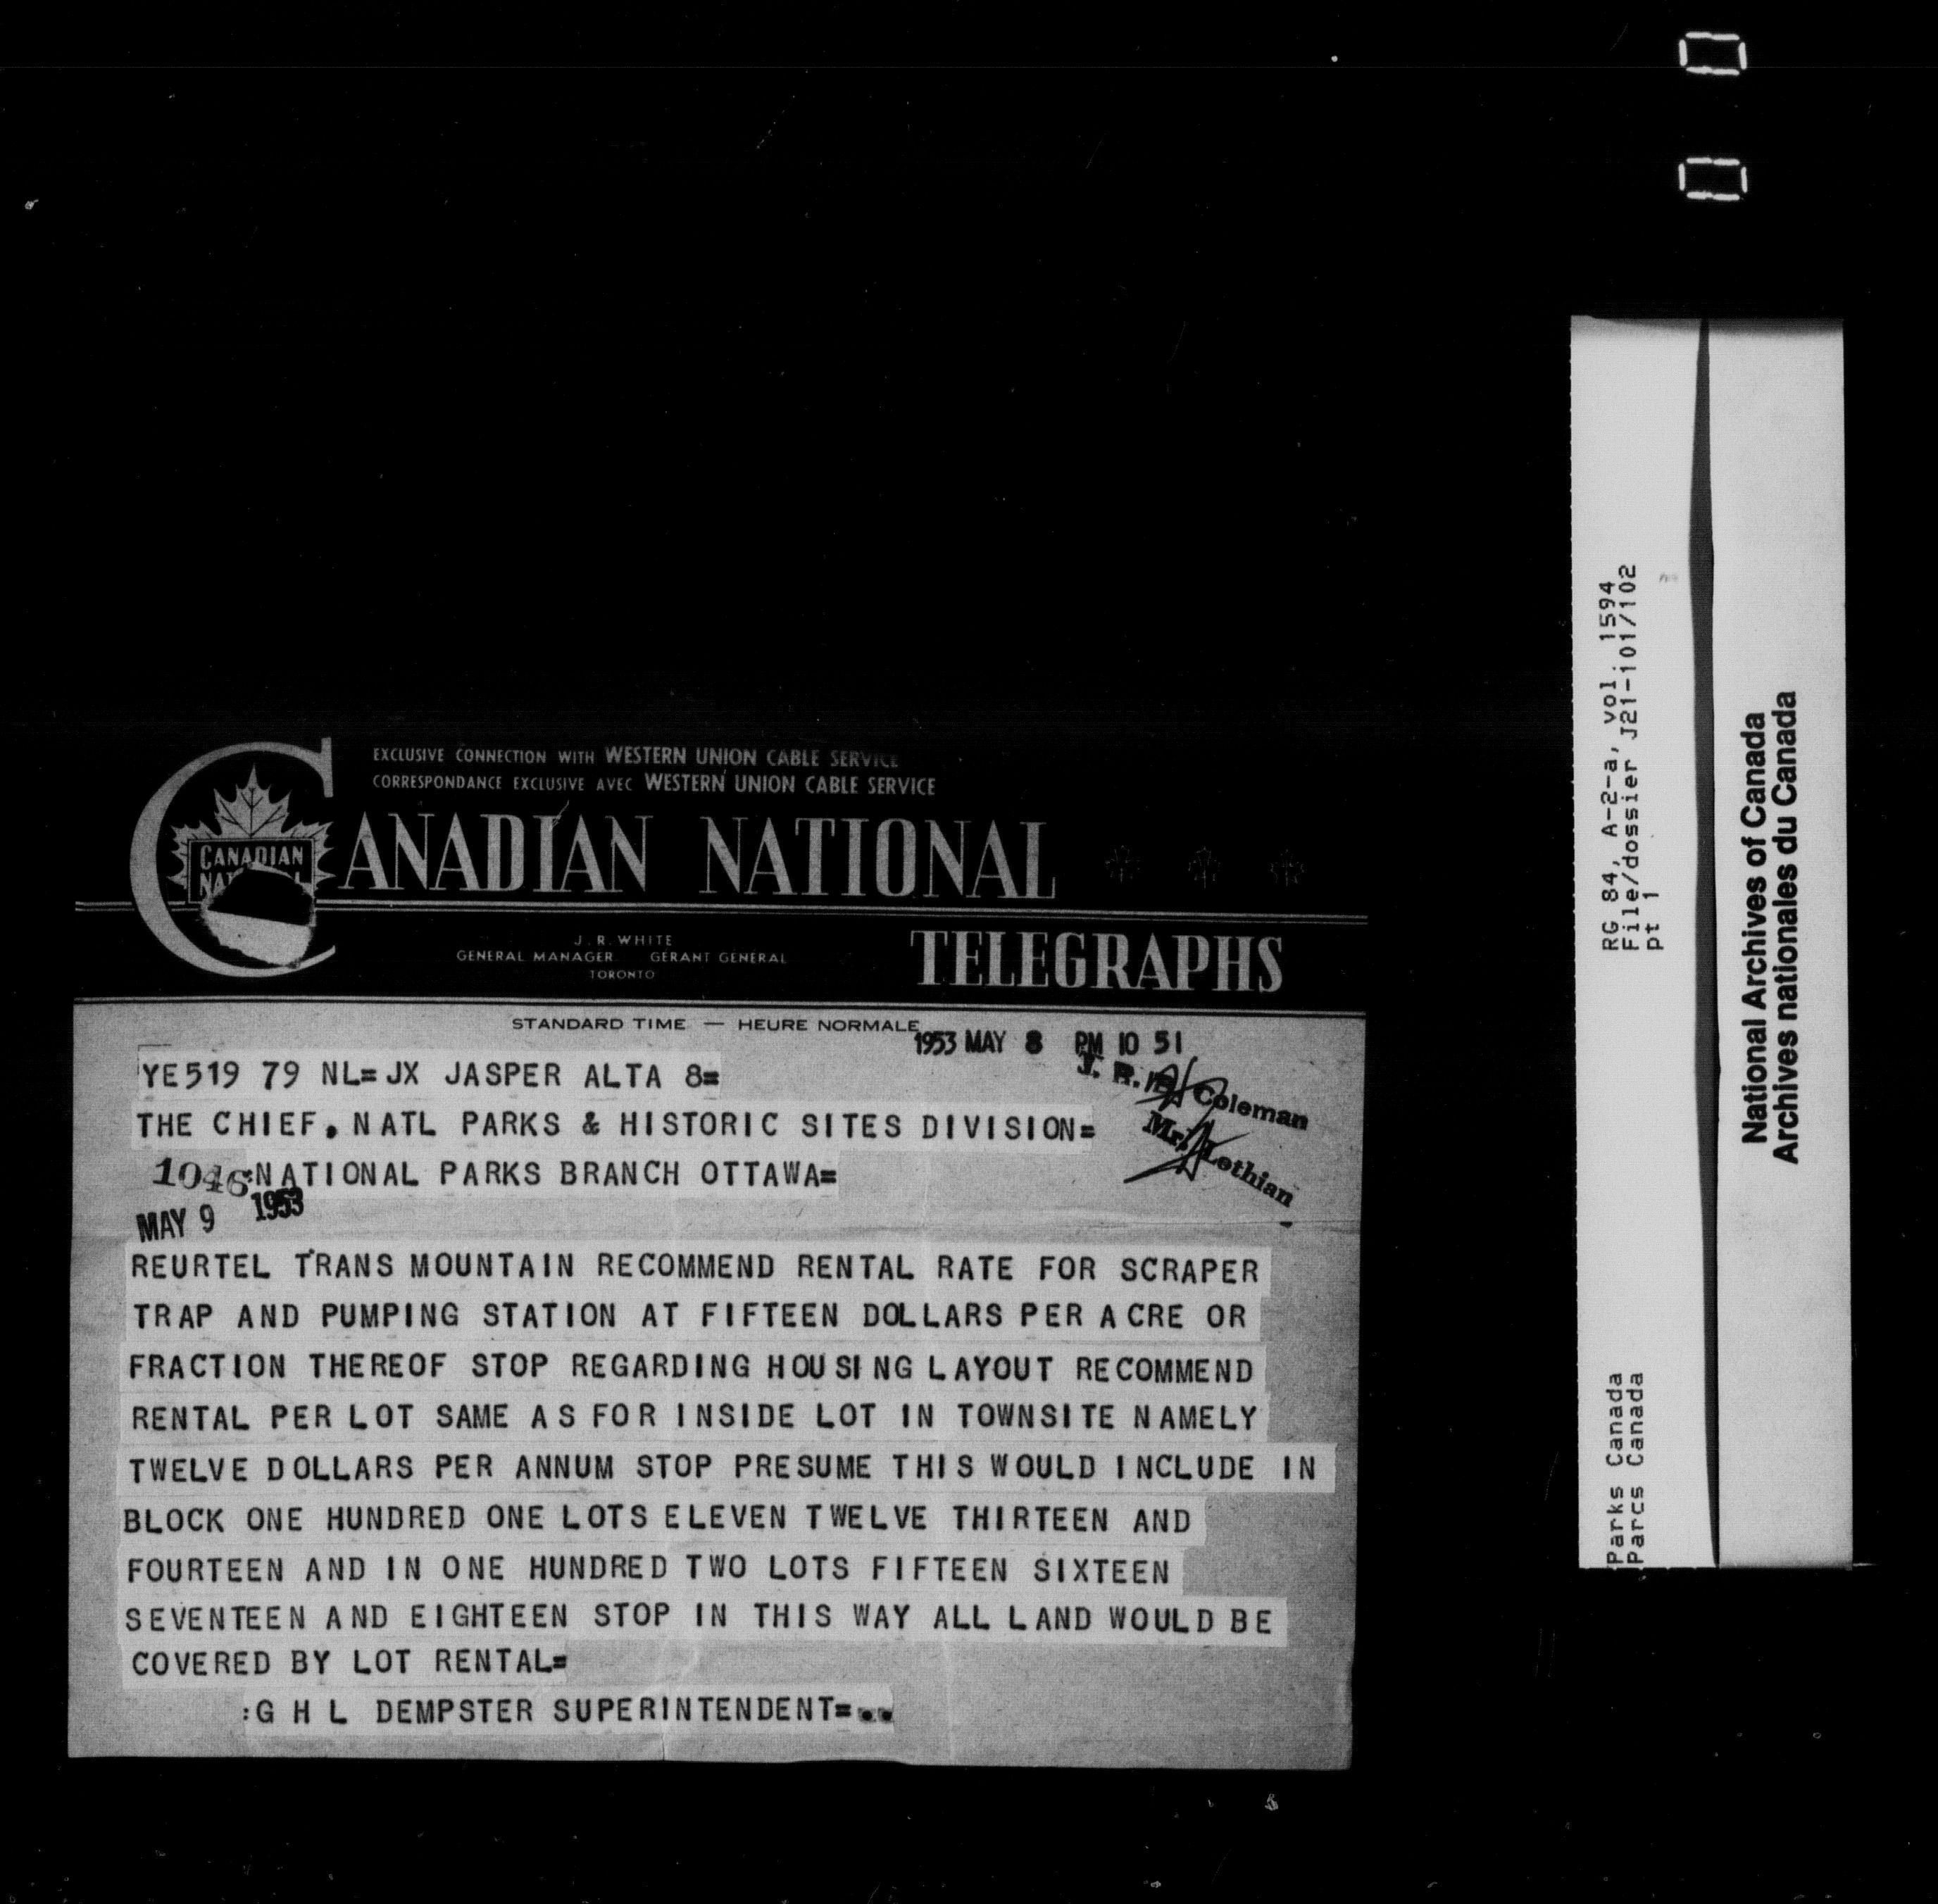 EXCLUSIVE CONNECTION WITH WESTERN UNION CABLE SERVICE
CORRESPONDANCE EXCLUSIVE AVEC WESTERN UNION CABLE SERVICE
CANADIAN NATIONAL
CANADIAN
TELEGRAPHS
J. R. WHITE
GENERAL MANAGER GERANT GENERAL
TORONTO
STANDARD TIME — HEURE NORMALE
1953 MAY 8 PM 10 51
YE519 79 NL=JX JASPER ALTA 8=
J. R. B. Coleman
THE CHIEF. NATL PARKS & HISTORIC SITES DIVISION=
Mr. Lothian
1046
:NATIONAL PARKS BRANCH OTTAWA=
MAY 9 1953
REURTEL TRANS MOUNTAIN RECOMMEND RENTAL RATE FOR SCRAPER
TRAP AND PUMPING STATION AT FIFTEEN DOLLARS PER ACRE OR
FRACTION THEREOF STOP REGARDING HOUSING LAYOUT RECOMMEND
RENTAL PER LOT SAME AS FOR INSIDE LOT IN TOWNSITE NAMELY
TWELVE DOLLARS PER ANNUM STOP PRESUME THIS WOULD INCLUDE IN
BLOCK ONE HUNDRED ONE LOTS ELEVEN TWELVE THIRTEEN AND
FOURTEEN AND IN ONE HUNDRED TWO LOTS FIFTEEN SIXTEEN
SEVENTEEN AND EIGHTEEN STOP IN THIS WAY ALL LAND WOULD BE
COVERED BY LOT RENTAL=
:G H L DEMPSTER SUPERINTENDENT=..
Parks Canada
Parcs Canada
RG 84, A-2-a, vol. 1594
File/dossier J21-101/102
pt 1
National Archives of Canada
Archives nationales du Canada